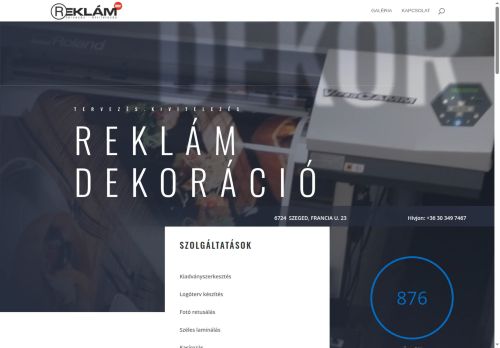 REKLÁM
GALÉRIA KAPCSOLAT
DEKOR
Roland
VersaCAMM
TERVEZÉS.KIVITELEZÉS
REKLÁM
DEKORÁCIÓ
6724 SZEGED, FRANCIA U. 23
Hívjon: +36 30 349 7467
SZOLGÁLTATÁSOK
Kiadványszerkesztés
Logóterv készítés
Fotó retusálás
Széles laminálás
876